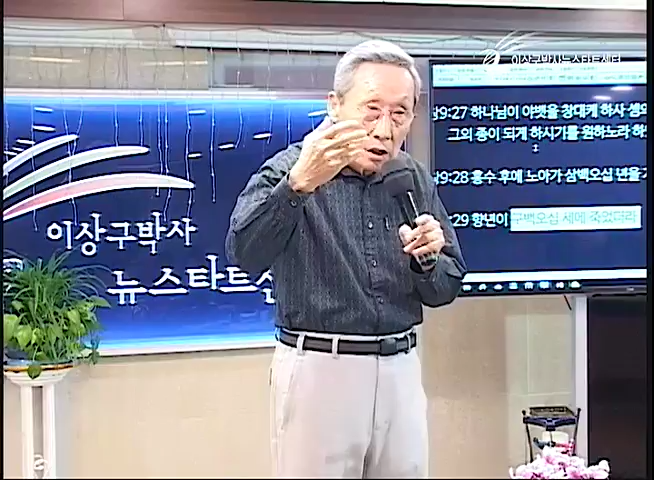 이상구박사뉴스타트센터
9:27 하나님이 야벳을 창대케 하사 셈의
그의 종이 되게 하시기를 원하노라 하
9:28 홍수 후에 노아가 삼백오십 년을
:29 향년이 구백오십 세에 죽었더라
이상구박사
뉴스타트센